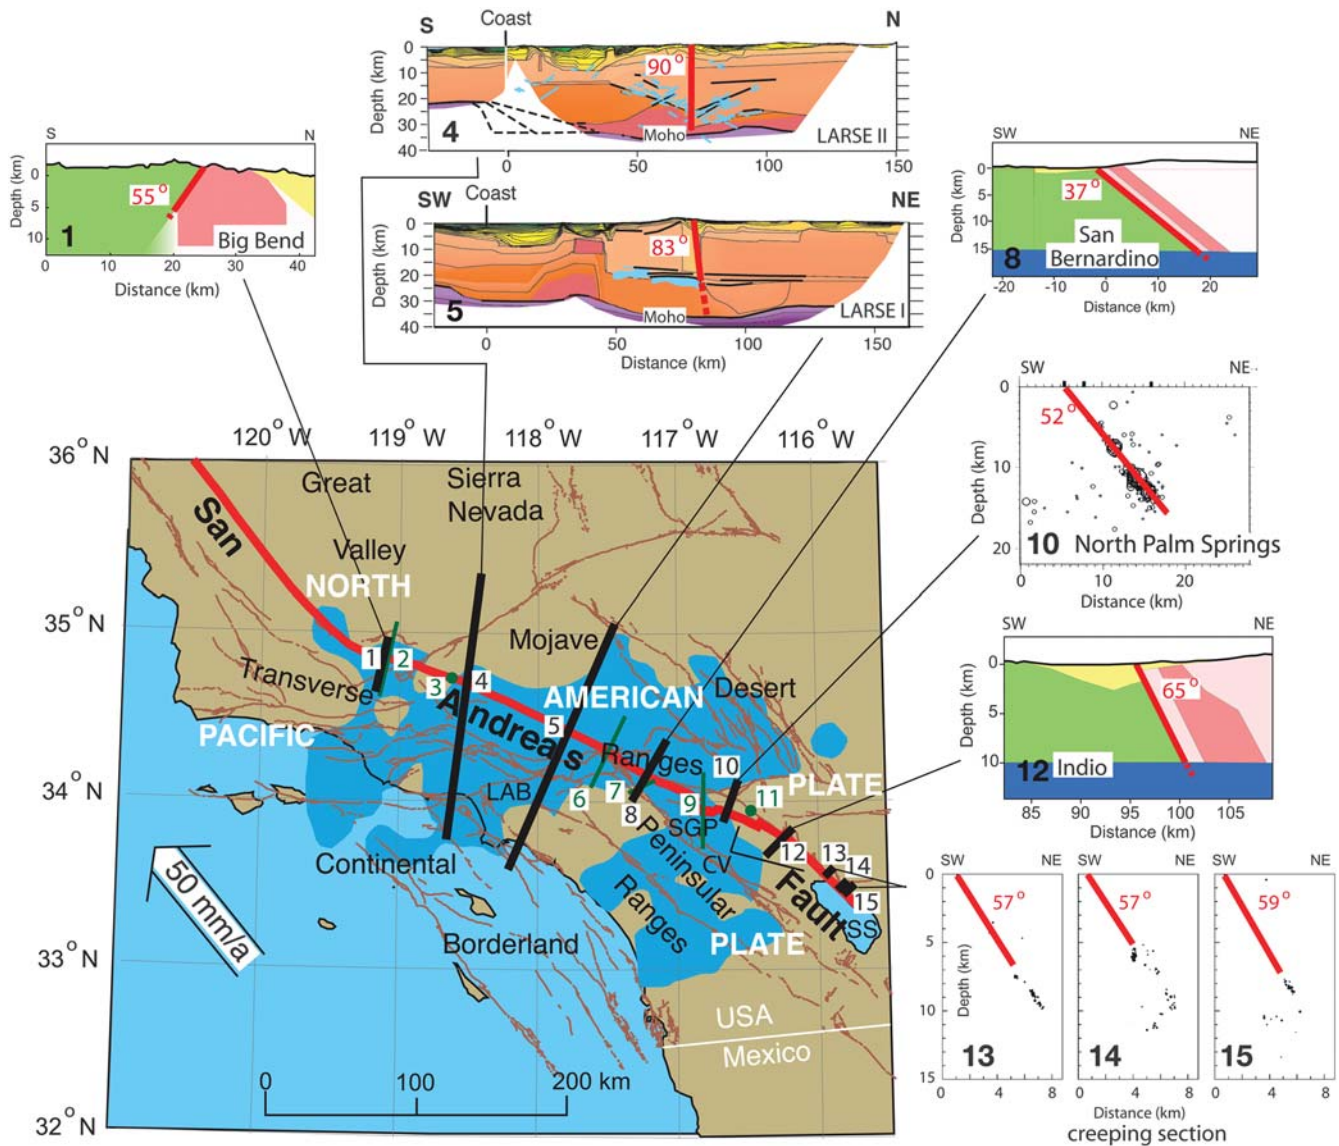 S
Coast
N
0
10
20
30
40
Depth (km)
90°
4
Moho
LARSE II
0
50
100
150
S
N
0
5
10
Depth (km)
55°
1
Big Bend
0
10
20
30
40
Distance (km)
SW
Coast
NE
0
10
20
30
40
Depth (km)
83°
5
Moho
LARSE I
0
50
100
150
Distance (km)
SW
NE
0
5
10
15
Depth (km)
37°
8
San
Bernardino
-20
-10
0
10
20
Distance (km)
SW
NE
0
10
20
Depth (km)
52°
10 North Palm Springs
0
10
20
Distance (km)
SW
NE
0
5
10
Depth (km)
65°
12 Indio
85
95
100
105
Distance (km)
SW
NE
SW
NE
SW
NE
0
5
10
15
Depth (km)
57°
13
0
4
8
57°
14
0
4
8
59°
15
0
4
8
Distance (km)
creeping section
120°W
119°W
118°W
117°W
116°W
36°N
35°N
34°N
33°N
32°N
Great
Valley
Sierra
Nevada
San
Andreas
Fault
NORTH
AMERICAN
PLATE
Mojave
Desert
Transverse
Ranges
PACIFIC
PLATE
LAB
1
2
3
4
5
6
7
8
9
10
11
12
13
14
15
SGP
CV
SS
Peninsular
Ranges
Continental
Borderland
50 mm/a
USA
Mexico
0
100
200 km